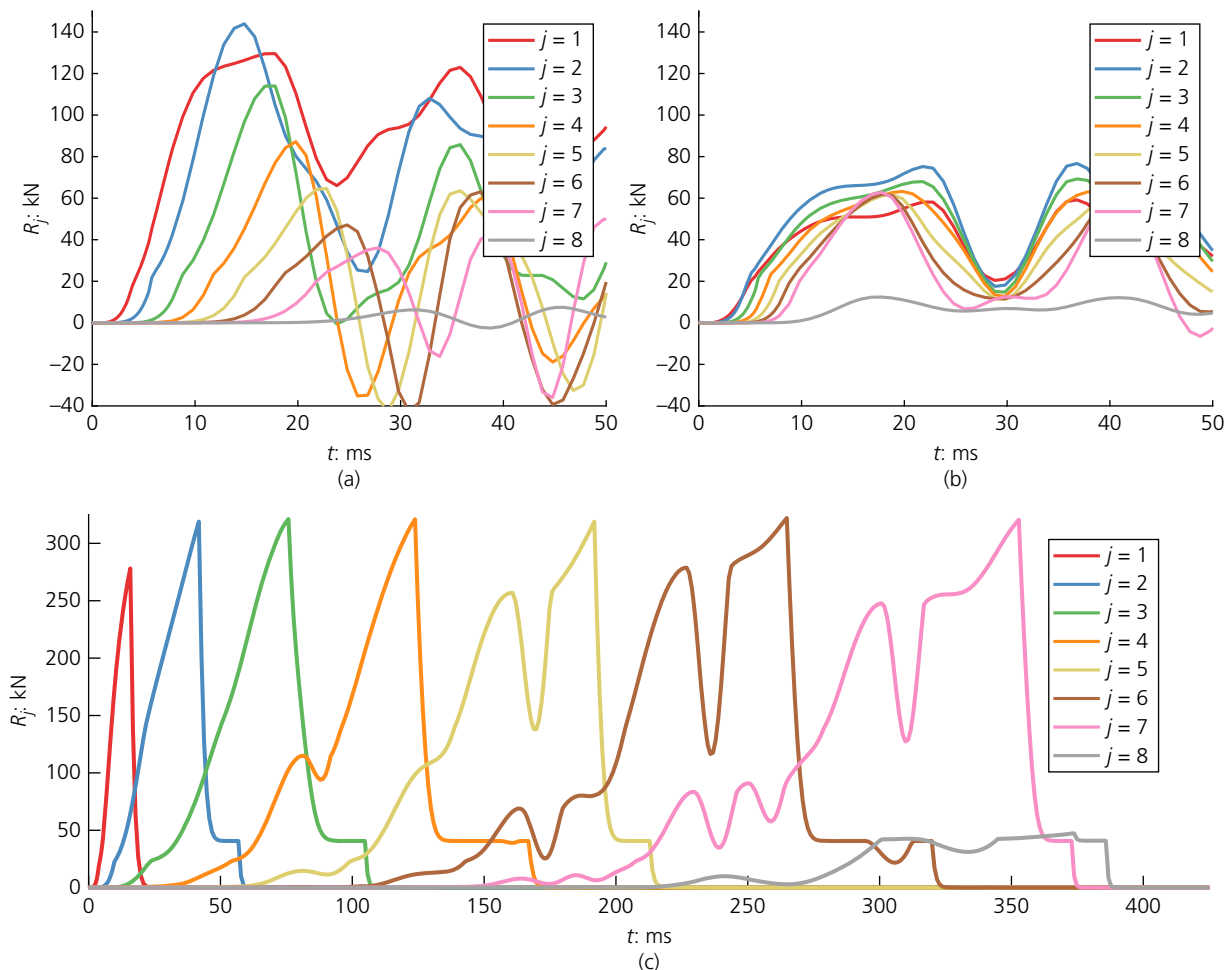 140
120
100
80
60
40
20
0
–20
–40
R_j: kN
0 10 20 30 40 50
t: ms
(a)
j = 1
j = 2
j = 3
j = 4
j = 5
j = 6
j = 7
j = 8
140
120
100
80
60
40
20
0
–20
–40
R_j: kN
0 10 20 30 40 50
t: ms
(b)
j = 1
j = 2
j = 3
j = 4
j = 5
j = 6
j = 7
j = 8
300
250
200
150
100
50
0
R_j: kN
0 50 100 150 200 250 300 350 400
t: ms
(c)
j = 1
j = 2
j = 3
j = 4
j = 5
j = 6
j = 7
j = 8